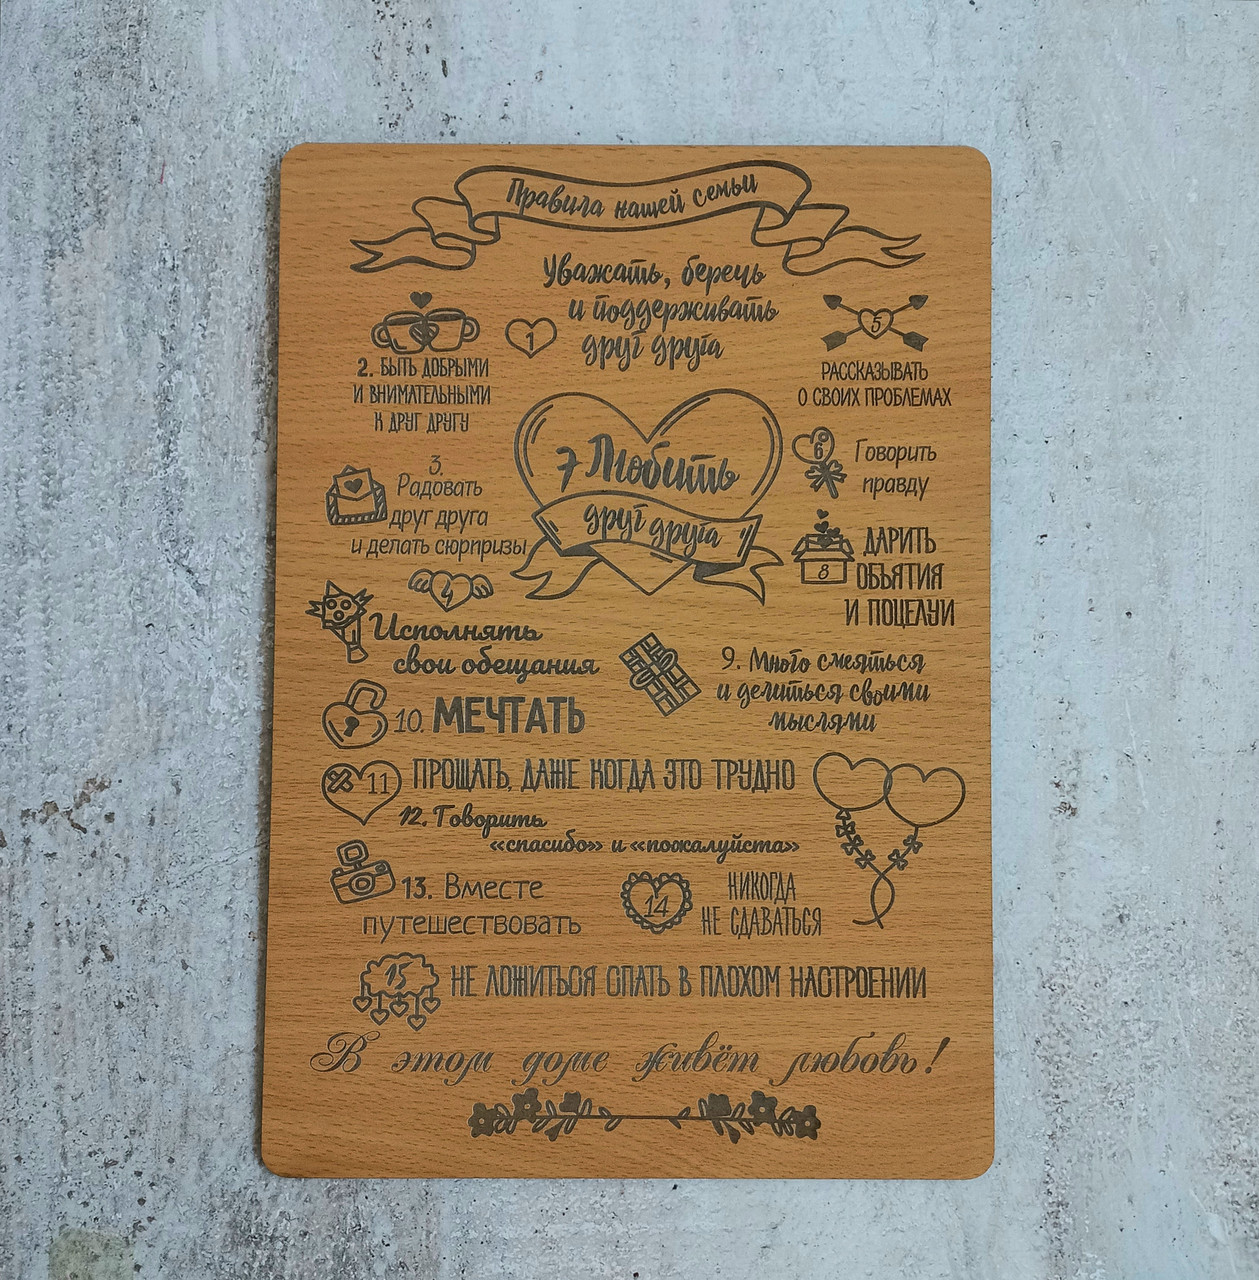 Правила нашей семьи
Уважать, беречь
1 и поддерживать
друг друга
2. БЫТЬ ДОБРЫМИ
И ВНИМАТЕЛЬНЫМИ
К ДРУГ ДРУГУ
3.
Радовать
друг друга
и делать сюрпризы
4
Исполнять
свои обещания
5
РАССКАЗЫВАТЬ
О СВОИХ ПРОБЛЕМАХ
6 Говорить
правду
7 Любить
друг друга
8 ДАРИТЬ
ОБЪЯТИЯ
И ПОЦЕЛУИ
9. Много смеяться
и делиться своими
мыслями
10. МЕЧТАТЬ
11 ПРОЩАТЬ, ДАЖЕ КОГДА ЭТО ТРУДНО
12. Говорить
«спасибо» и «пожалуйста»
13. Вместе
путешествовать
14 НИКОГДА
НЕ СДАВАТЬСЯ
15 НЕ ЛОЖИТЬСЯ СПАТЬ В ПЛОХОМ НАСТРОЕНИИ
В этом доме живёт любовь!